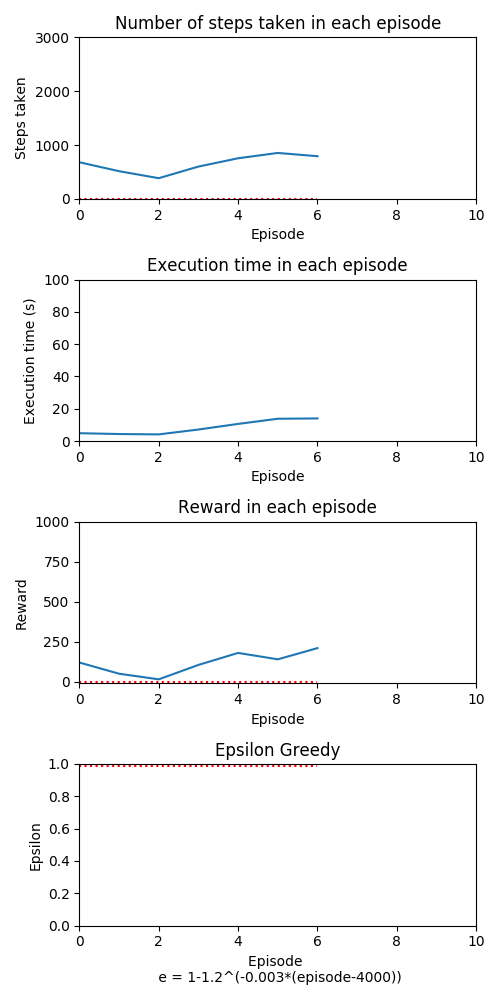 Number of steps taken in each episode
3000
2000
1000
0
Steps taken
0 2 4 6 8 10
Episode
Execution time in each episode
100
80
60
40
20
0
Execution time (s)
0 2 4 6 8 10
Episode
Reward in each episode
1000
750
500
250
0
Reward
0 2 4 6 8 10
Episode
Epsilon Greedy
1.0
0.8
0.6
0.4
0.2
0.0
Epsilon
0 2 4 6 8 10
Episode
e = 1-1.2^(-0.003*(episode-4000))